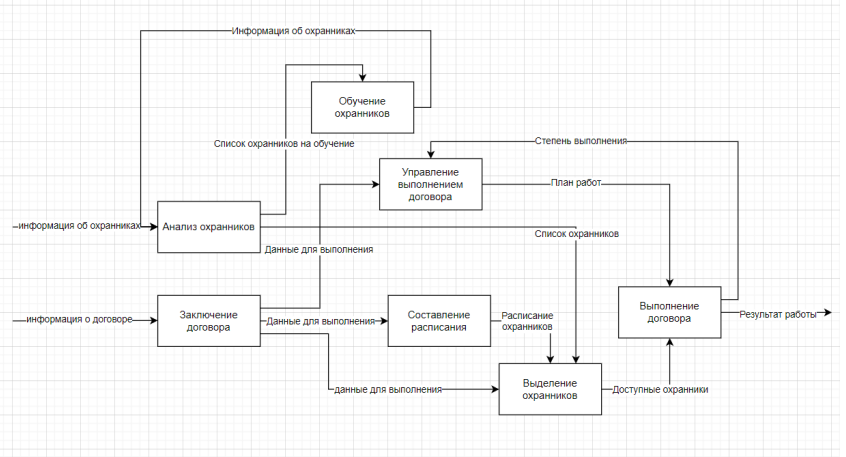 Информация об охранниках
Обучение
охранников
Список охранников на обучение
Степень выполнения
Управление
выполнением
договора
План работ
информация об охранниках
Анализ охранников
Список охранников
Данные для выполнения
информация о договоре
Заключение
договора
Данные для выполнения
Составление
расписания
Расписание
охранников
Выполнение
договора
Результат работы
данные для выполнения
Выделение
охранников
Доступные охранники